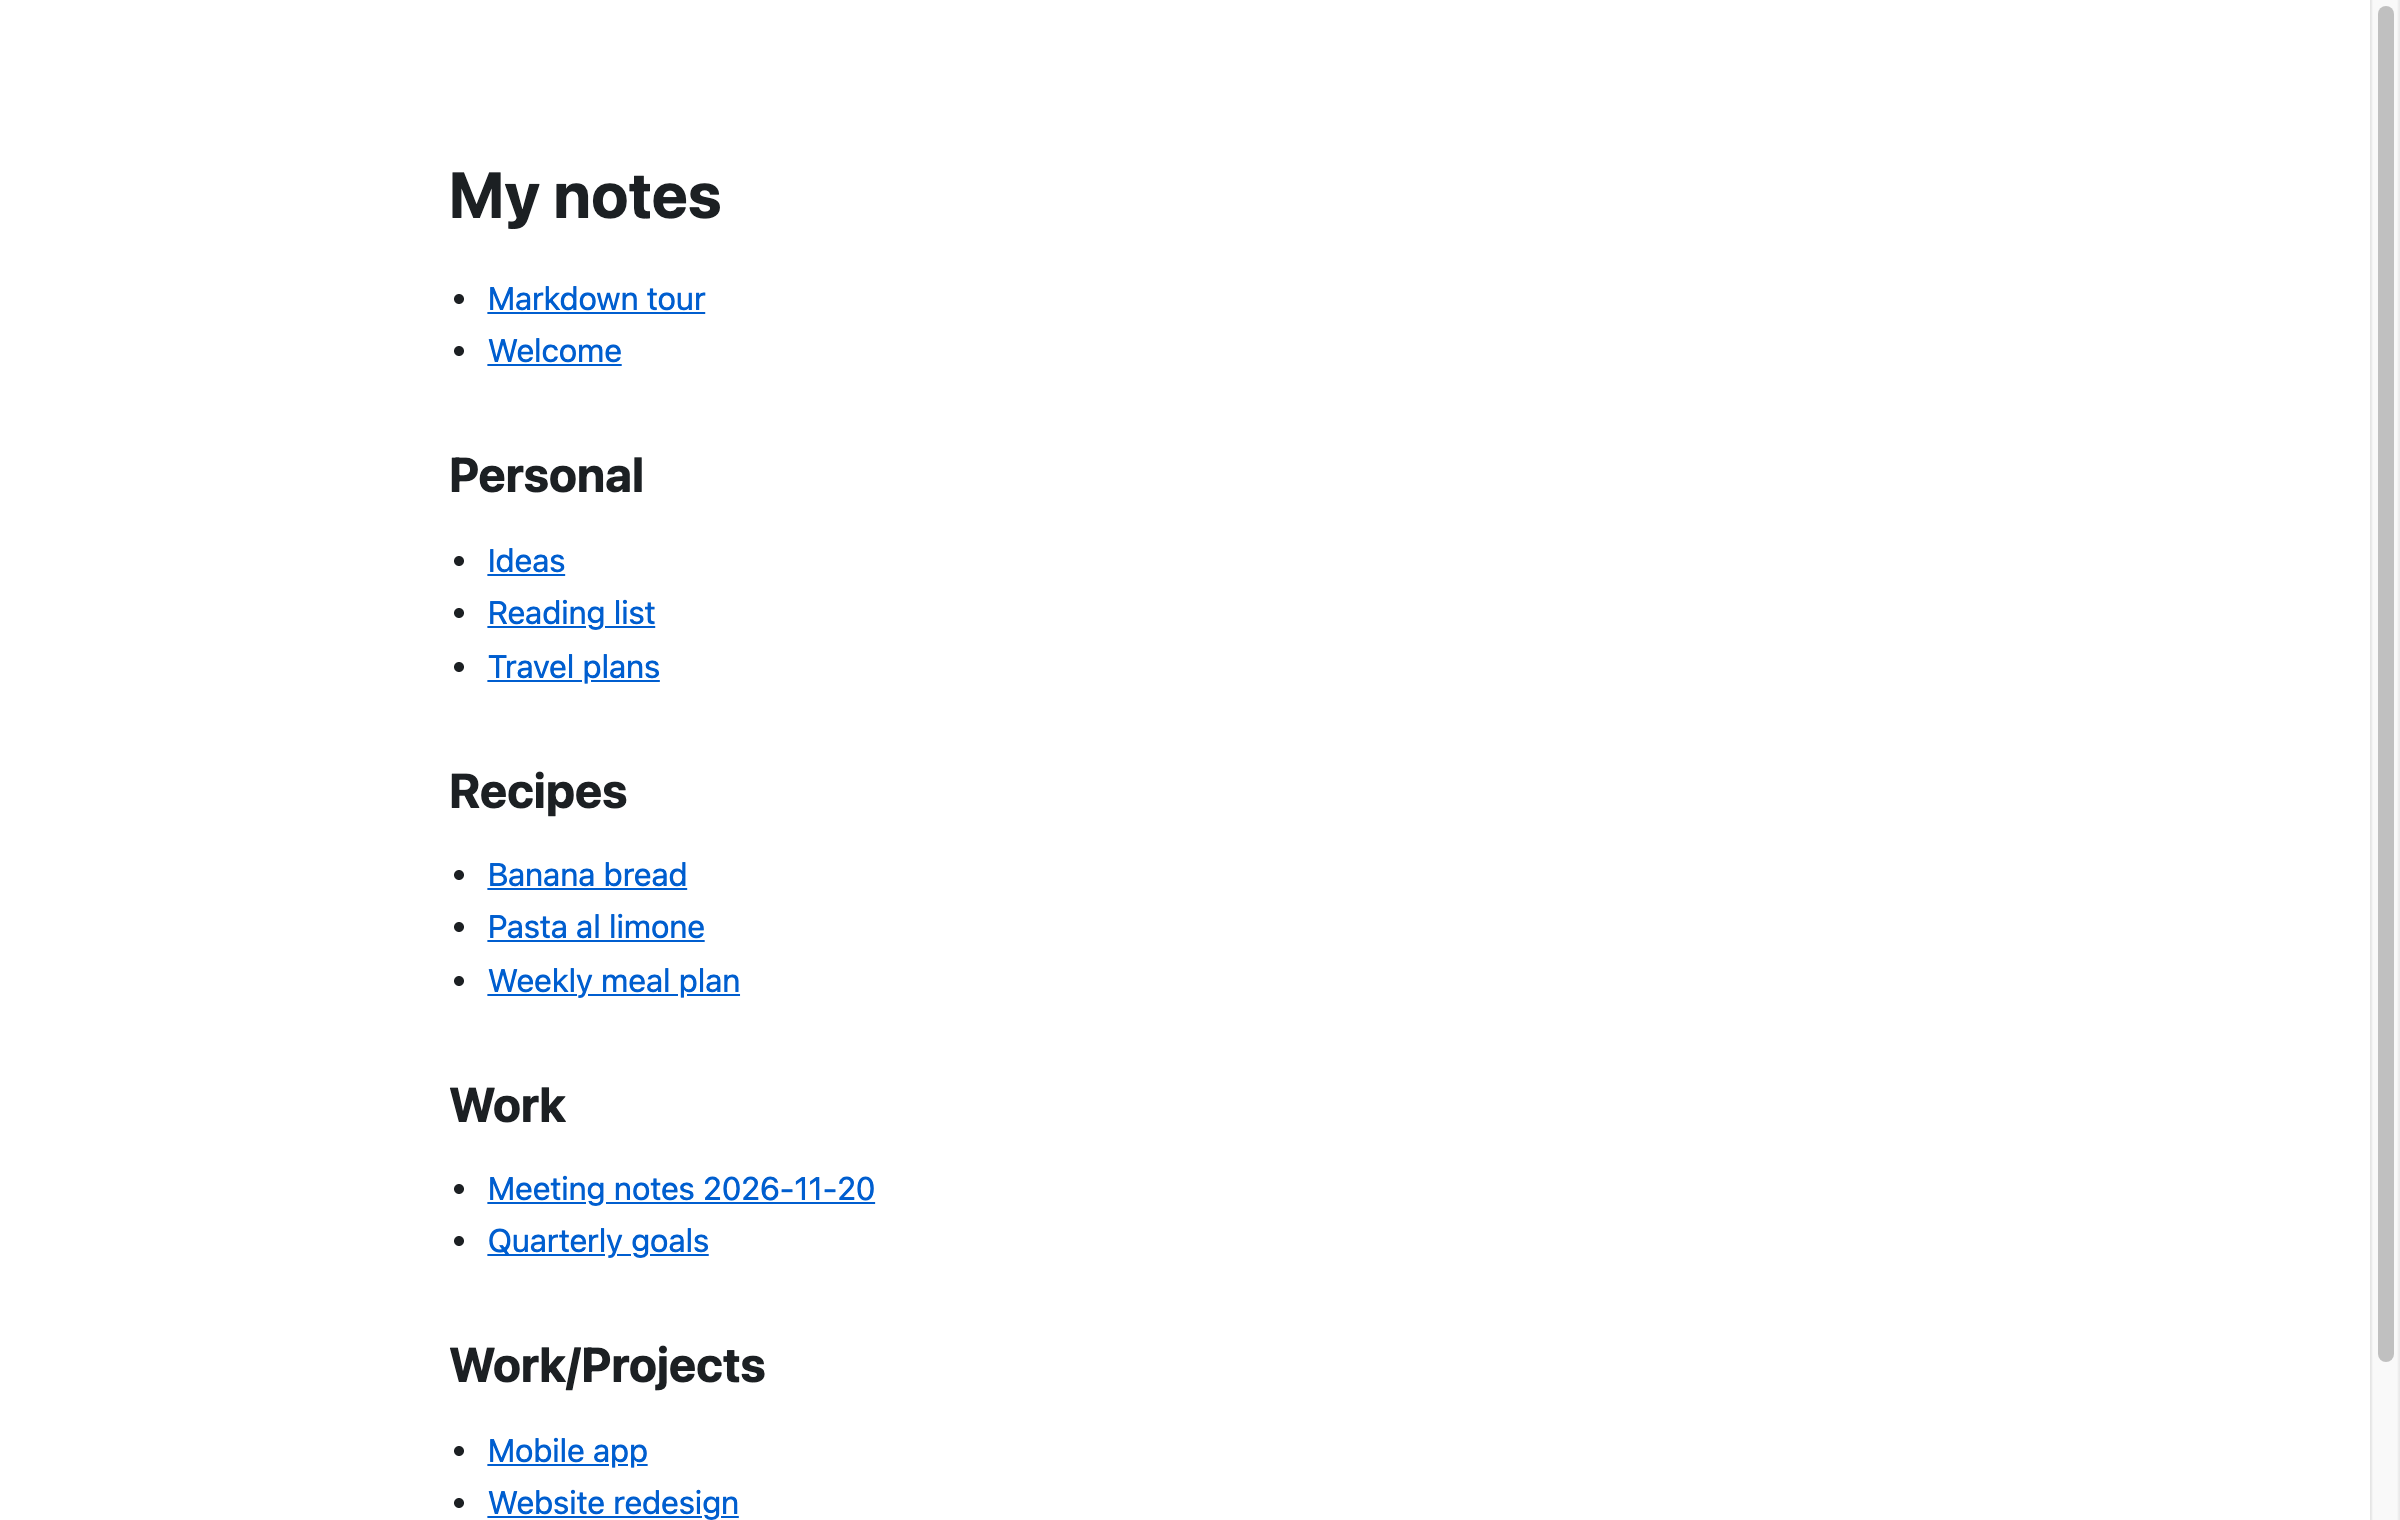 My notes
Markdown tour
Welcome
Personal
Ideas
Reading list
Travel plans
Recipes
Banana bread
Pasta al limone
Weekly meal plan
Work
Meeting notes 2026-11-20
Quarterly goals
Work/Projects
Mobile app
Website redesign